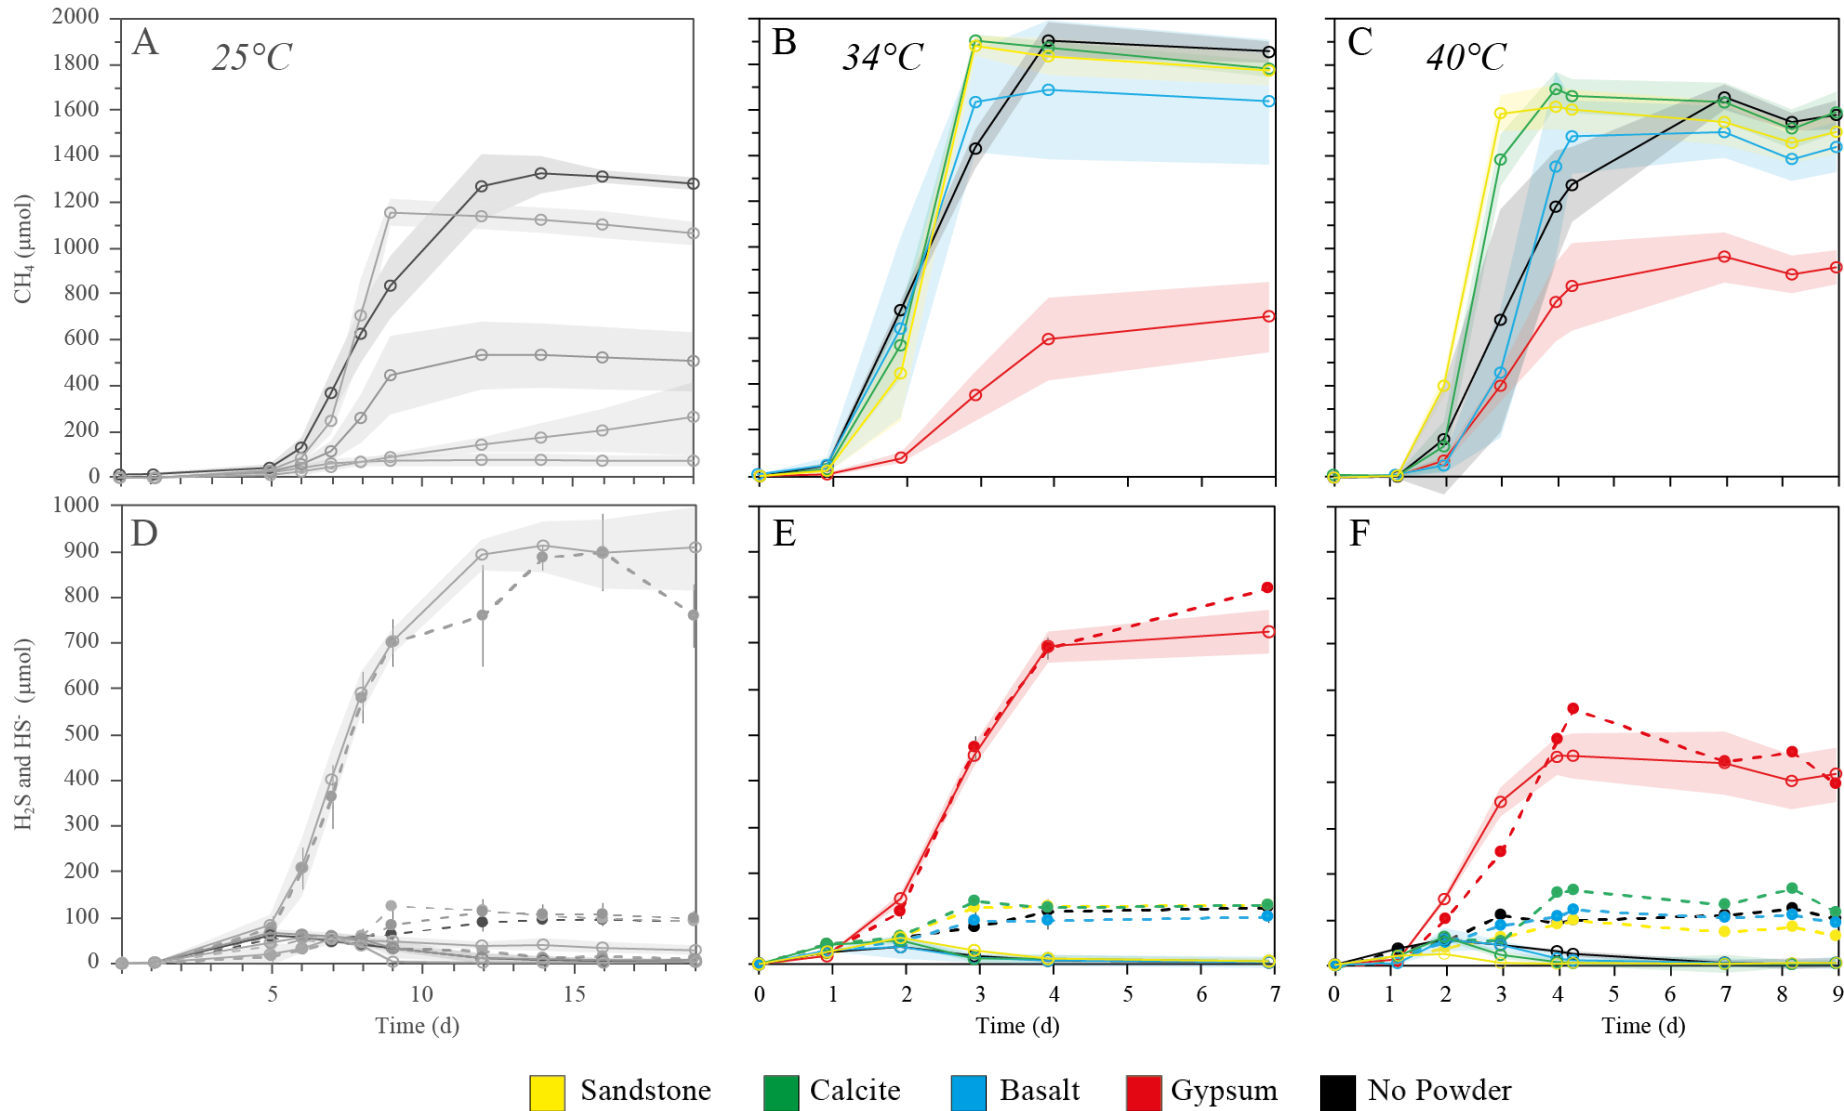 A
25°C
B
34°C
C
40°C
CH₄ (µmol)
2000
1800
1600
1400
1200
1000
800
600
400
200
0
D
E
F
H₂S and HS⁻ (µmol)
1000
900
800
700
600
500
400
300
200
100
0
5 10 15
0 1 2 3 4 5 6 7
0 1 2 3 4 5 6 7 8 9
Time (d) Time (d) Time (d)
Sandstone Calcite Basalt Gypsum No Powder